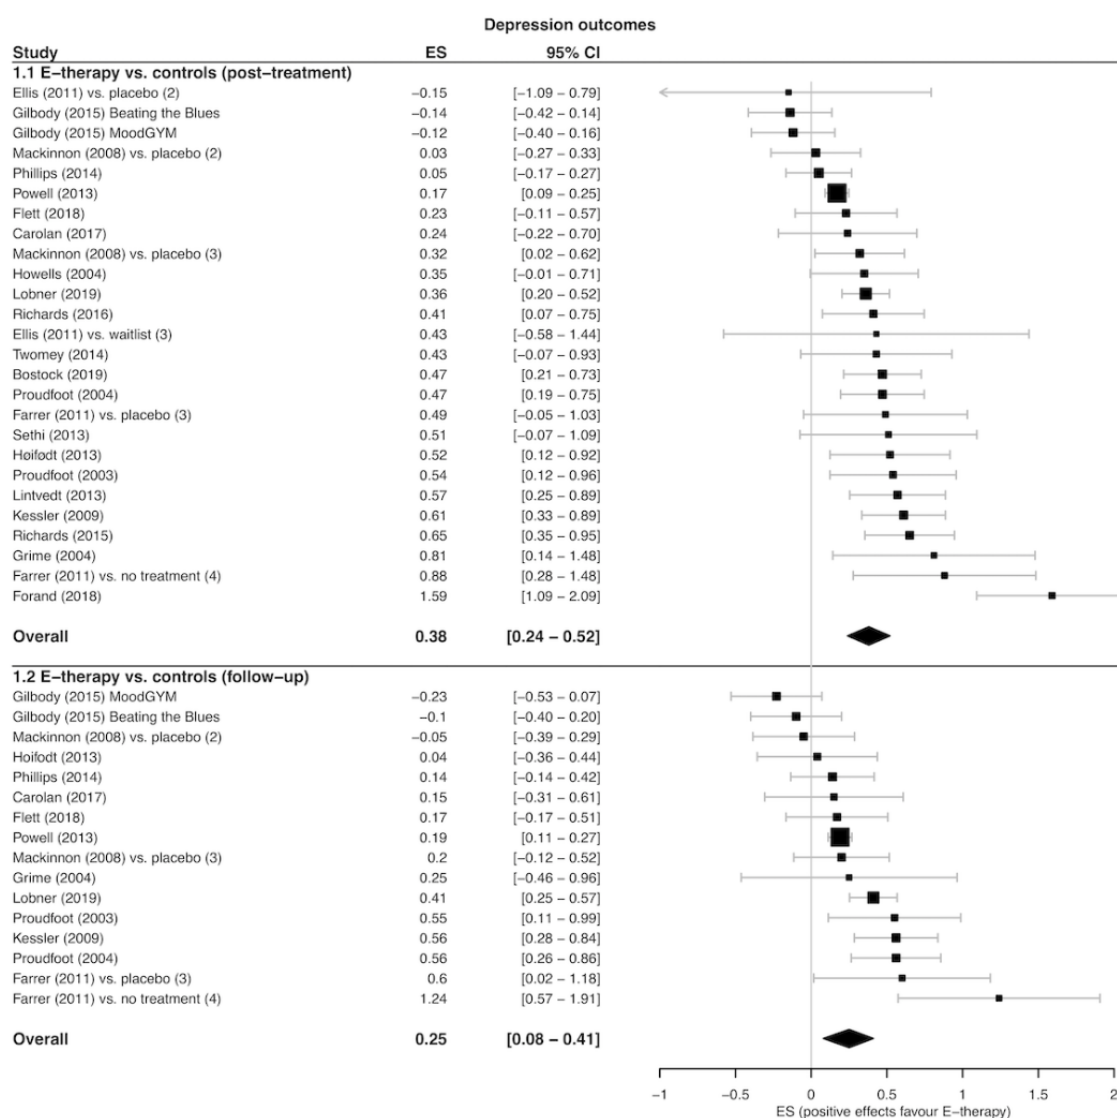 Depression outcomes
Study ES 95% CI
1.1 E−therapy vs. controls (post−treatment)
Ellis (2011) vs. placebo (2) −0.15 [−1.09 − 0.79]
Gilbody (2015) Beating the Blues −0.14 [−0.42 − 0.14]
Gilbody (2015) MoodGYM −0.12 [−0.40 − 0.16]
Mackinnon (2008) vs. placebo (2) 0.03 [−0.27 − 0.33]
Phillips (2014) 0.05 [−0.17 − 0.27]
Powell (2013) 0.17 [0.09 − 0.25]
Flett (2018) 0.23 [−0.11 − 0.57]
Carolan (2017) 0.24 [−0.22 − 0.70]
Mackinnon (2008) vs. placebo (3) 0.32 [0.02 − 0.62]
Howells (2004) 0.35 [−0.01 − 0.71]
Lobner (2019) 0.36 [0.20 − 0.52]
Richards (2016) 0.41 [0.07 − 0.75]
Ellis (2011) vs. waitlist (3) 0.43 [−0.58 − 1.44]
Twomey (2014) 0.43 [−0.07 − 0.93]
Bostock (2019) 0.47 [0.21 − 0.73]
Proudfoot (2004) 0.47 [0.19 − 0.75]
Farrer (2011) vs. placebo (3) 0.49 [−0.05 − 1.03]
Sethi (2013) 0.51 [−0.07 − 1.09]
Høifødt (2013) 0.52 [0.12 − 0.92]
Proudfoot (2003) 0.54 [0.12 − 0.96]
Lintvedt (2013) 0.57 [0.25 − 0.89]
Kessler (2009) 0.61 [0.33 − 0.89]
Richards (2015) 0.65 [0.35 − 0.95]
Grime (2004) 0.81 [0.14 − 1.48]
Farrer (2011) vs. no treatment (4) 0.88 [0.28 − 1.48]
Forand (2018) 1.59 [1.09 − 2.09]
Overall 0.38 [0.24 − 0.52]
1.2 E−therapy vs. controls (follow−up)
Gilbody (2015) MoodGYM −0.23 [−0.53 − 0.07]
Gilbody (2015) Beating the Blues −0.1 [−0.40 − 0.20]
Mackinnon (2008) vs. placebo (2) −0.05 [−0.39 − 0.29]
Hoifodt (2013) 0.04 [−0.36 − 0.44]
Phillips (2014) 0.14 [−0.14 − 0.42]
Carolan (2017) 0.15 [−0.31 − 0.61]
Flett (2018) 0.17 [−0.17 − 0.51]
Powell (2013) 0.19 [0.11 − 0.27]
Mackinnon (2008) vs. placebo (3) 0.2 [−0.12 − 0.52]
Grime (2004) 0.25 [−0.46 − 0.96]
Lobner (2019) 0.41 [0.25 − 0.57]
Proudfoot (2003) 0.55 [0.11 − 0.99]
Kessler (2009) 0.56 [0.28 − 0.84]
Proudfoot (2004) 0.56 [0.26 − 0.86]
Farrer (2011) vs. placebo (3) 0.6 [0.02 − 1.18]
Farrer (2011) vs. no treatment (4) 1.24 [0.57 − 1.91]
Overall 0.25 [0.08 − 0.41]
−1 −0.5 0 0.5 1 1.5 2
ES (positive effects favour E−therapy)